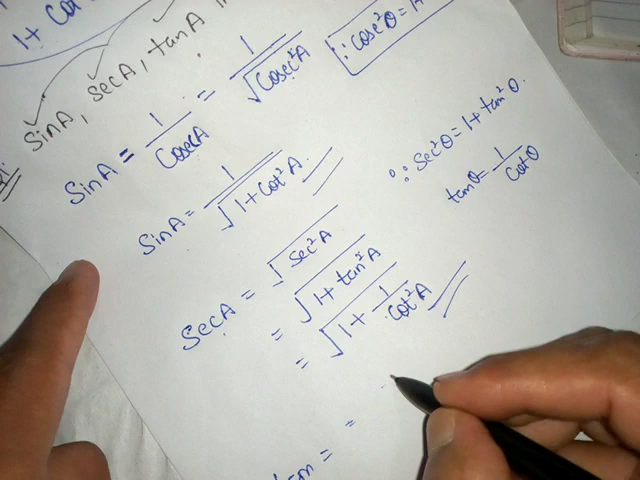 1 + Cot
SinA, SecA, tanA
SinA = 1/CosecA = 1/√Cosec²A
∵ Cosec²θ = 1+
SinA = 1/√1+Cot²A
∵ Sec²θ = 1+tan²θ.
tanθ = 1/Cotθ
SecA = √Sec²A
= √1+tan²A
= √1+1/Cot²A
=
=